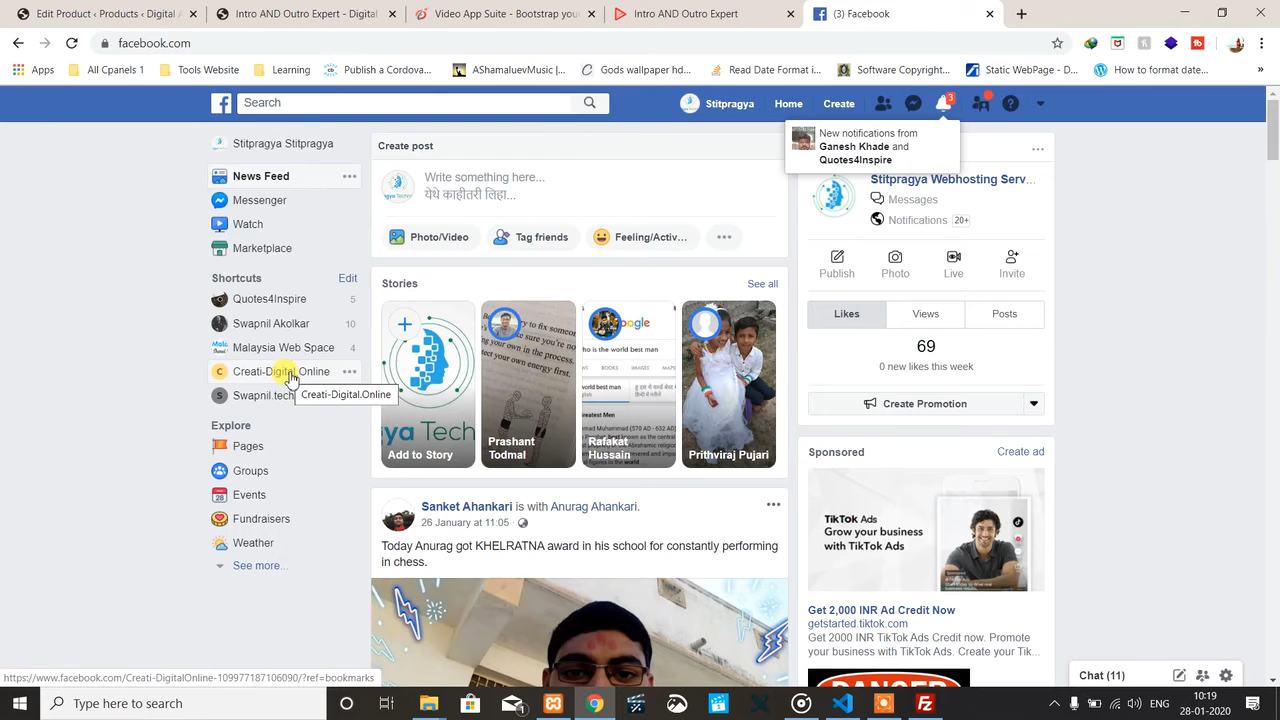 Edit Product ‹ Products ‹ Digital A
Intro AND Outro Expert - Digital
Video App Suite - Bootstrap your
Intro AND Outro Expert
(3) Facebook
facebook.com
Apps
All Cpanels 1
Tools Website
Learning
Publish a Cordova...
AShamaluevMusic |...
Gods wallpaper hd...
Read Date Format i...
Software Copyright...
Static WebPage - D...
How to format date...
»
Search
Stitpragya
Home
Create
3
New notifications from
Ganesh Khade and
Quotes4Inspire
Stitpragya Stitpragya
News Feed
Messenger
Watch
Marketplace
Shortcuts
Edit
Quotes4Inspire
5
Swapnil Akolkar
10
Malaysia Web Space
4
Creati-Digital.Online
Swapnil.tech
Creati-Digital.Online
Explore
Pages
Groups
Events
Fundraisers
Weather
See more...
Create post
Write something here...
येथे काहीतरी लिहा...
Photo/Video
Tag friends
Feeling/Activ...
Stories
See all
Add to Story
Prashant
Todmal
Rafakat
Hussain
Prithviraj Pujari
Sanket Ahankari is with Anurag Ahankari.
26 January at 11:05
Today Anurag got KHELRATNA award in his school for constantly performing
in chess.
Stitpragya Webhosting Serv...
Messages
Notifications 20+
Publish
Photo
Live
Invite
Likes
Views
Posts
69
0 new likes this week
Create Promotion
Sponsored
Create ad
TikTok Ads
Grow your business
with TikTok Ads
Get 2,000 INR Ad Credit Now
getstarted.tiktok.com
Get 2000 INR TikTok Ads Credit now. Promote
your business with TikTok Ads. Create your Tik...
DANGER
Chat (11)
https://www.facebook.com/Creati-DigitalOnline-109977187106090/?ref=bookmarks
Type here to search
ENG
10:19
28-01-2020